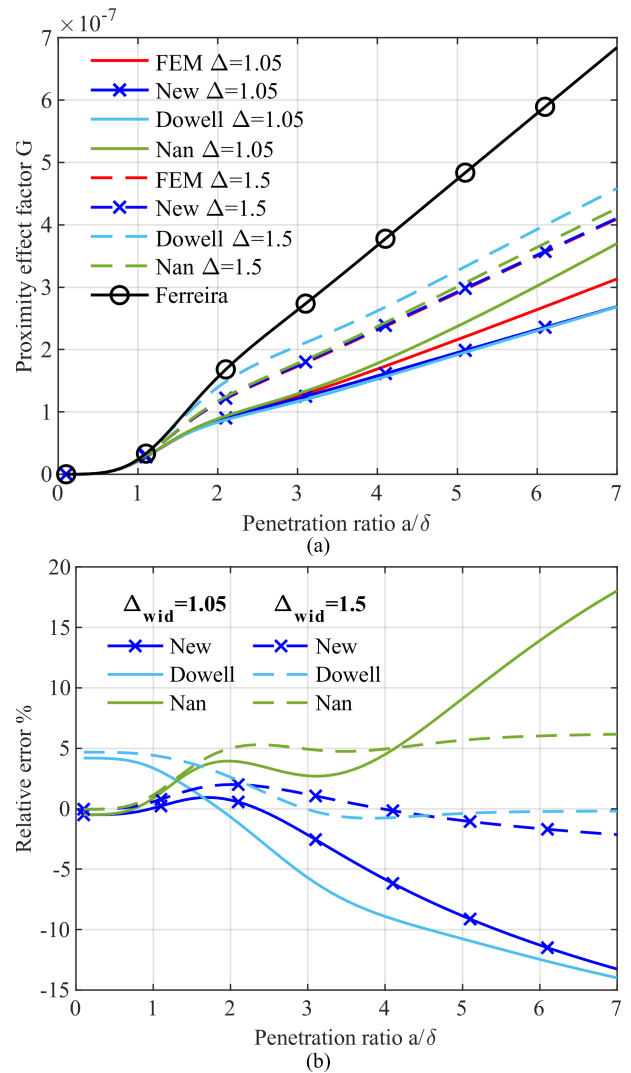 ×10⁻⁷
7
6
5
4
3
2
1
0
Proximity effect factor G
FEM Δ=1.05
New Δ=1.05
Dowell Δ=1.05
Nan Δ=1.05
FEM Δ=1.5
New Δ=1.5
Dowell Δ=1.5
Nan Δ=1.5
Ferreira
0 1 2 3 4 5 6 7
Penetration ratio a/δ
(a)
20
15
10
5
0
-5
-10
-15
Relative error %
Δwid=1.05 Δwid=1.5
New New
Dowell Dowell
Nan Nan
0 1 2 3 4 5 6 7
Penetration ratio a/δ
(b)